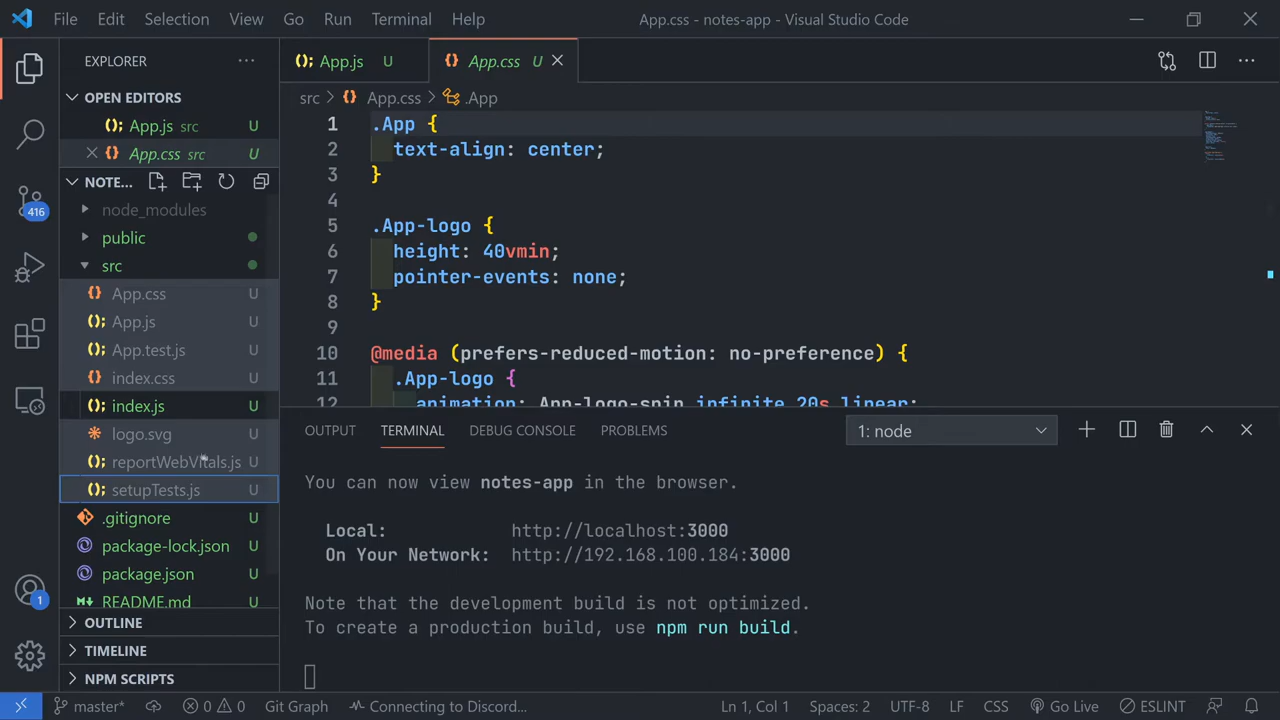 File Edit Selection View Go Run Terminal Help App.css - notes-app - Visual Studio Code
EXPLORER
OPEN EDITORS
App.js src U
App.css src U
NOTE...
node_modules
public
src
App.css U
App.js U
App.test.js U
index.css U
index.js U
logo.svg U
reportWebVitals.js U
setupTests.js U
.gitignore U
package-lock.json U
package.json U
README.md U
OUTLINE
TIMELINE
NPM SCRIPTS
416
1
App.js U App.css U
src > App.css > .App
1 .App {
2 text-align: center;
3 }
4
5 .App-logo {
6 height: 40vmin;
7 pointer-events: none;
8 }
9
10 @media (prefers-reduced-motion: no-preference) {
11 .App-logo {
12 animation: App-logo-spin infinite 20s linear;
OUTPUT TERMINAL DEBUG CONSOLE PROBLEMS 1: node
You can now view notes-app in the browser.
Local: http://localhost:3000
On Your Network: http://192.168.100.184:3000
Note that the development build is not optimized.
To create a production build, use npm run build.
master* 0 0 Git Graph Connecting to Discord... Ln 1, Col 1 Spaces: 2 UTF-8 LF CSS Go Live ESLINT